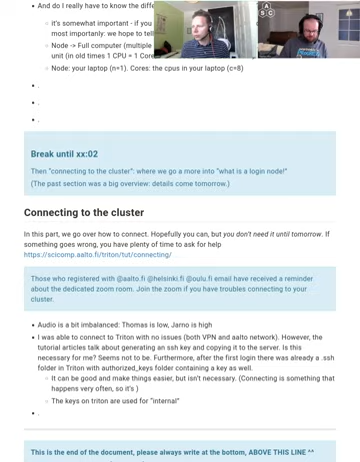 And do I really have to know the diffe
it's somewhat important - if you
most importantly: we hope to tell
Node -> Full computer (multiple
unit (in old times 1 CPU = 1 Core
Node: your laptop (n=1). Cores: the cpus in your laptop (c=8)
.
.
.
Break until xx:02
Then "connecting to the cluster": where we go a more into "what is a login node!"
(The past section was a big overview: details come tomorrow.)
Connecting to the cluster
In this part, we go over how to connect. Hopefully you can, but you don't need it until tomorrow. If
something goes wrong, you have plenty of time to ask for help
https://scicomp.aalto.fi/triton/tut/connecting/
Those who registered with @aalto.fi @helsinki.fi @oulu.fi email have received a reminder
about the dedicated zoom room. Join the zoom if you have troubles connecting to your
cluster.
Audio is a bit imbalanced: Thomas is low, Jarno is high
I was able to connect to Triton with no issues (both VPN and aalto network). However, the
tutorial articles talk about generating an ssh key and copying it to the server. Is this
necessary for me? Seems not to be. Furthermore, after the first login there was already a .ssh
folder in Triton with authorized_keys folder containing a key as well.
It can be good and make things easier, but isn't necessary. (Connecting is something that
happens very often, so it's )
The keys on triton are used for "internal"
.
This is the end of the document, please always write at the bottom, ABOVE THIS LINE ^^